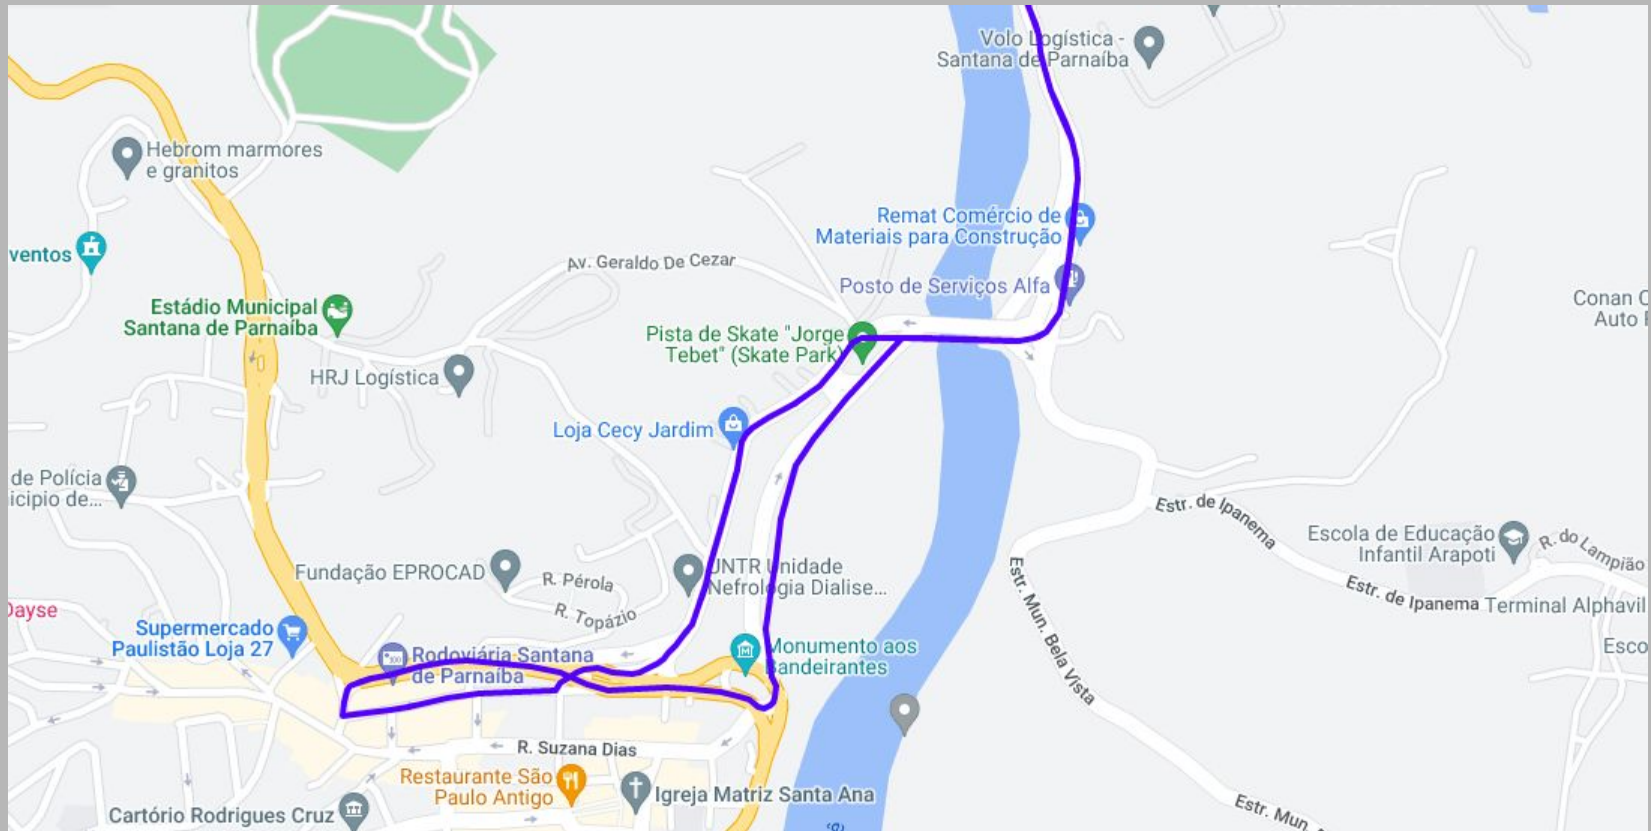 Volo Logística -
Santana de Parnaíba
Hebrom marmores
e granitos
Remat Comércio de
Materiais para Construção
ventos
Av. Geraldo De Cezar
Posto de Serviços Alfa
Estádio Municipal
Santana de Parnaíba
Conan C
Auto
Pista de Skate "Jorge
Tebet" (Skate Park)
HRJ Logística
Loja Cecy Jardim
de Polícia
icipio de...
Estr. de Ipanema
Escola de Educação
Infantil Arapoti
R. do Lampião
Fundação EPROCAD
R. Pérola
UNTR Unidade
Nefrologia Dialise...
Estr. Mun. Bela Vista
Estr. de Ipanema
Terminal Alphavil
Dayse
R. Topázio
Supermercado
Paulistão Loja 27
Rodoviária Santana
de Parnaíba
Monumento aos
Bandeirantes
Esco
R. Suzana Dias
Restaurante São
Paulo Antigo
Igreja Matriz Santa Ana
Cartório Rodrigues Cruz
Estr. Mun.